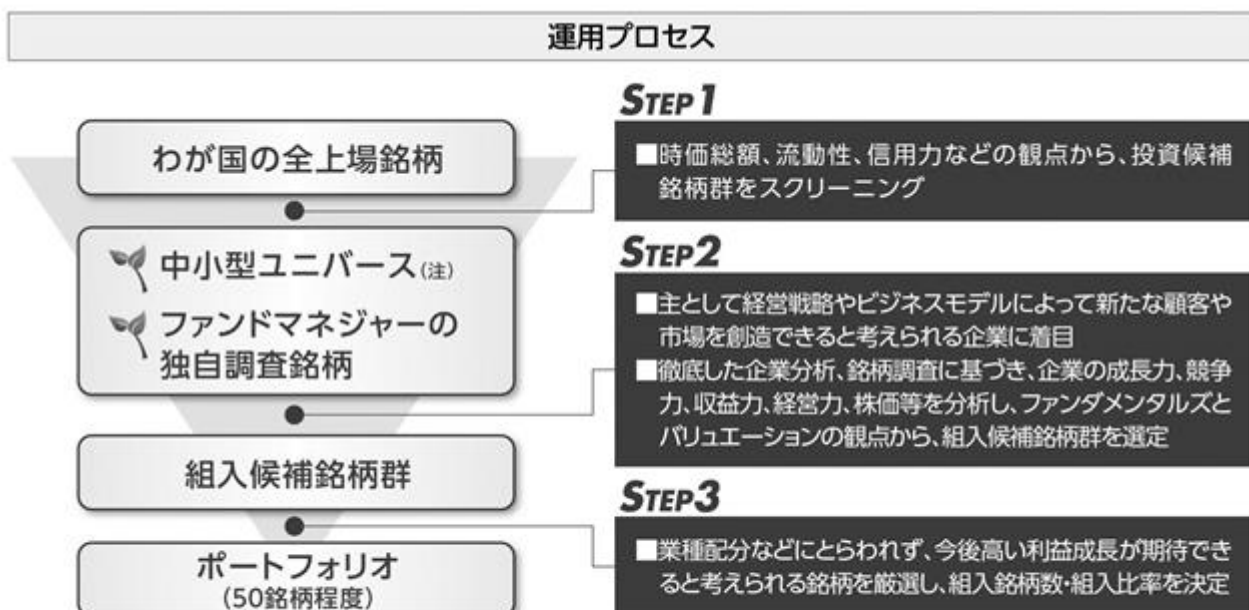 運用プロセス
わが国の全上場銘柄
中小型ユニバース(注)
ファンドマネジャーの
独自調査銘柄
組入候補銘柄群
ポートフォリオ
(50銘柄程度)
STEP1
■時価総額、流動性、信用力などの観点から、投資候補
銘柄群をスクリーニング
STEP2
■主として経営戦略やビジネスモデルによって新たな顧客や
市場を創造できると考えられる企業に着目
■徹底した企業分析、銘柄調査に基づき、企業の成長力、競争
力、収益力、経営力、株価等を分析し、ファンダメンタルズと
バリュエーションの観点から、組入候補銘柄群を選定
STEP3
■業種配分などにとらわれず、今後高い利益成長が期待でき
ると考えられる銘柄を厳選し、組入銘柄数・組入比率を決定